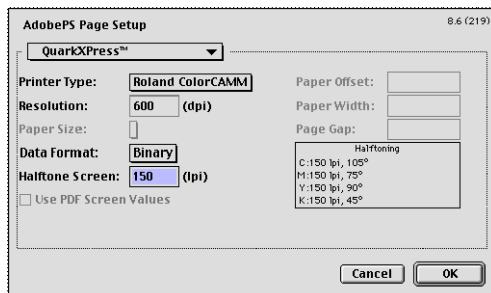 AdobePS Page Setup
8.6 (219)
QuarkXPress™
Printer Type: Roland ColorCAMM
Paper Offset:
Resolution: 600 (dpi)
Paper Width:
Paper Size:
Page Gap:
Data Format: Binary
Halftone Screen: 150 (lpi)
Use PDF Screen Values
Halftoning
C:150 lpi, 105°
M:150 lpi, 75°
Y:150 lpi, 90°
K:150 lpi, 45°
Cancel
OK